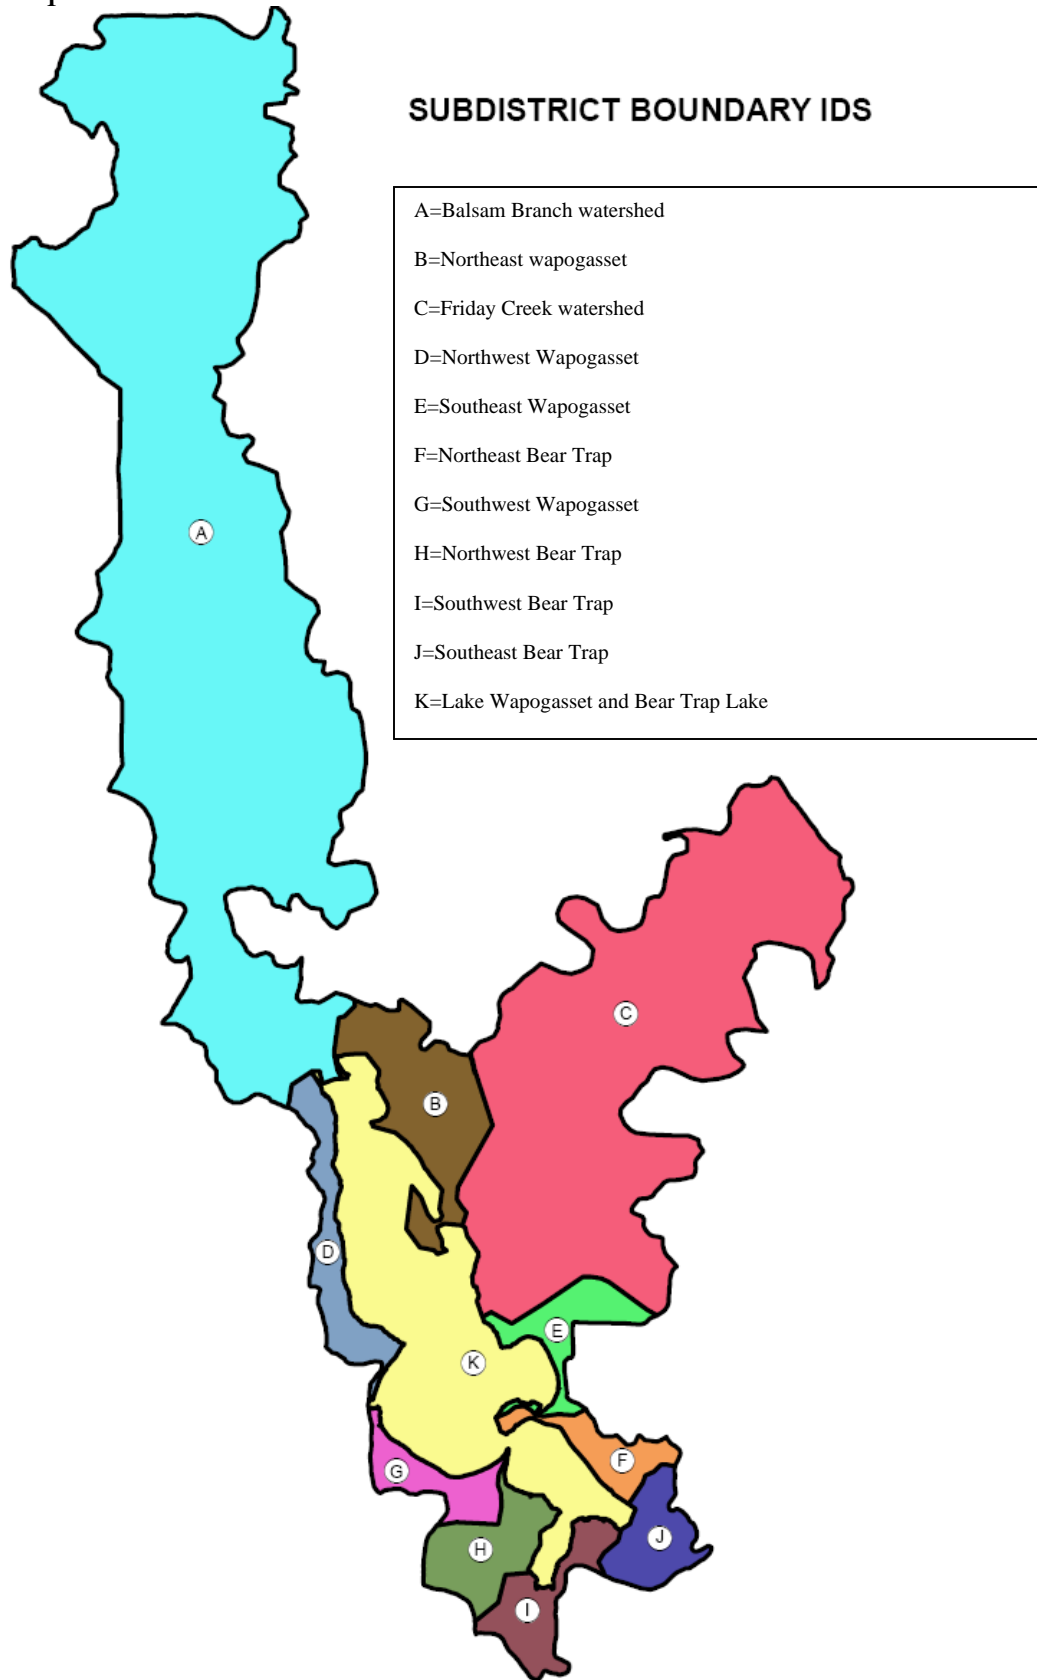 SUBDISTRICT BOUNDARY IDS
A=Balsam Branch watershed
B=Northeast wapogasset
C=Friday Creek watershed
D=Northwest Wapogasset
E=Southeast Wapogasset
F=Northeast Bear Trap
G=Southwest Wapogasset
H=Northwest Bear Trap
I=Southwest Bear Trap
J=Southeast Bear Trap
K=Lake Wapogasset and Bear Trap Lake
A
C
B
D
E
K
F
G
J
H
I